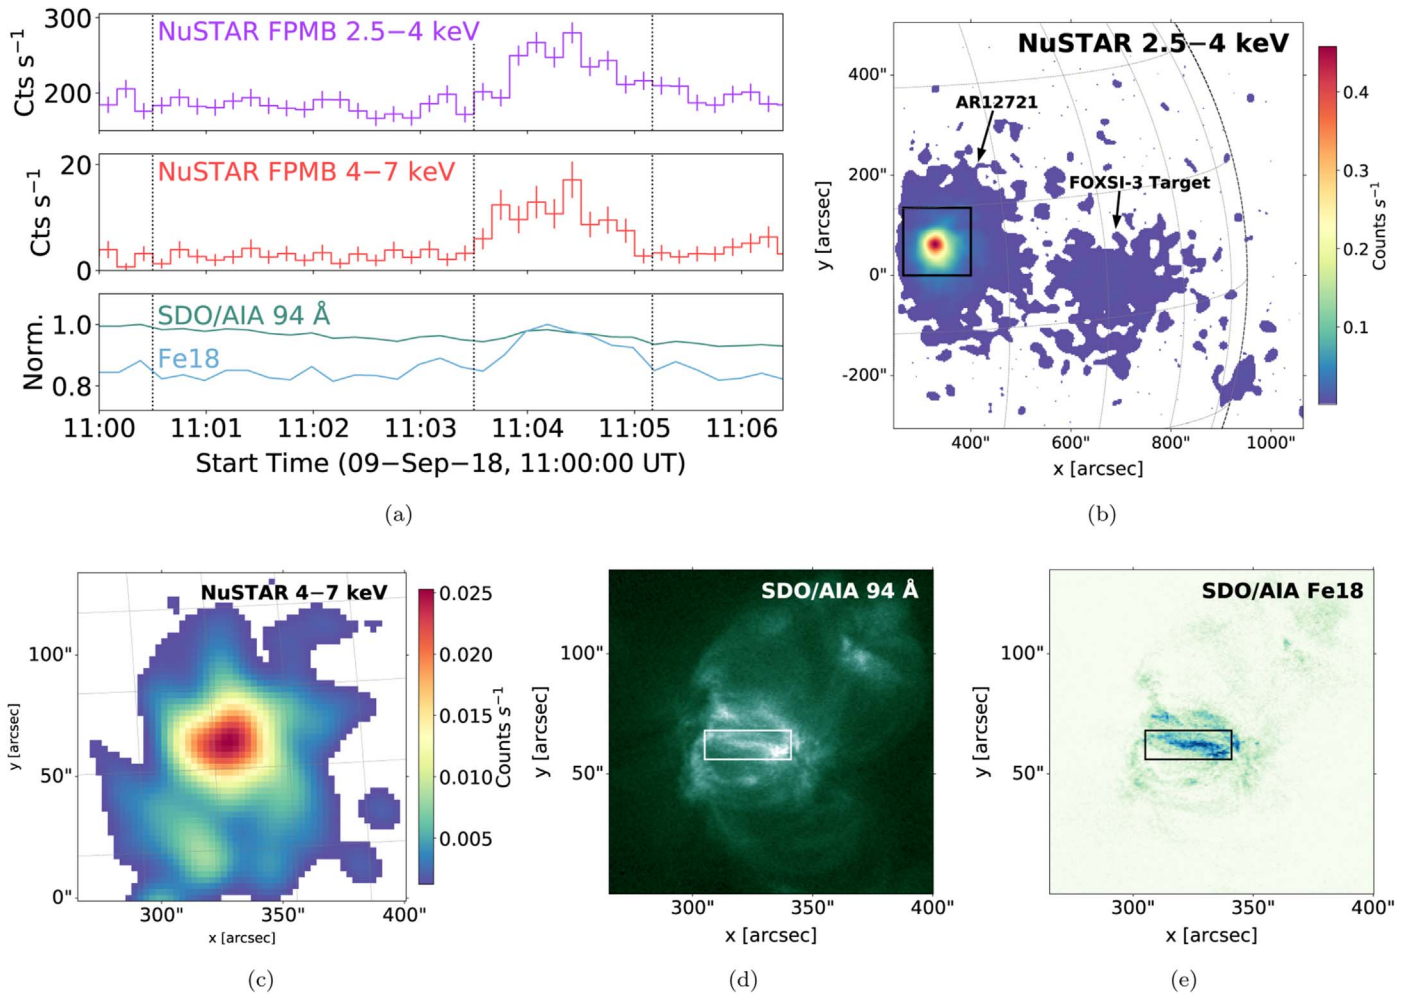 300
200
Cts s⁻¹
NuSTAR FPMB 2.5−4 keV
20
0
Cts s⁻¹
NuSTAR FPMB 4−7 keV
1.0
0.8
Norm.
SDO/AIA 94 Å
Fe18
11:00 11:01 11:02 11:03 11:04 11:05 11:06
Start Time (09−Sep−18, 11:00:00 UT)
(a)
NuSTAR 2.5−4 keV
AR12721
FOXSI-3 Target
400"
200"
0"
-200"
y [arcsec]
400" 600" 800" 1000"
x [arcsec]
0.4
0.3
0.2
0.1
Counts s⁻¹
(b)
NuSTAR 4−7 keV
100"
50"
0"
y [arcsec]
300" 350" 400"
x [arcsec]
0.025
0.020
0.015
0.010
0.005
Counts s⁻¹
(c)
SDO/AIA 94 Å
100"
50"
y [arcsec]
300" 350" 400"
x [arcsec]
(d)
SDO/AIA Fe18
100"
50"
y [arcsec]
300" 350" 400"
x [arcsec]
(e)